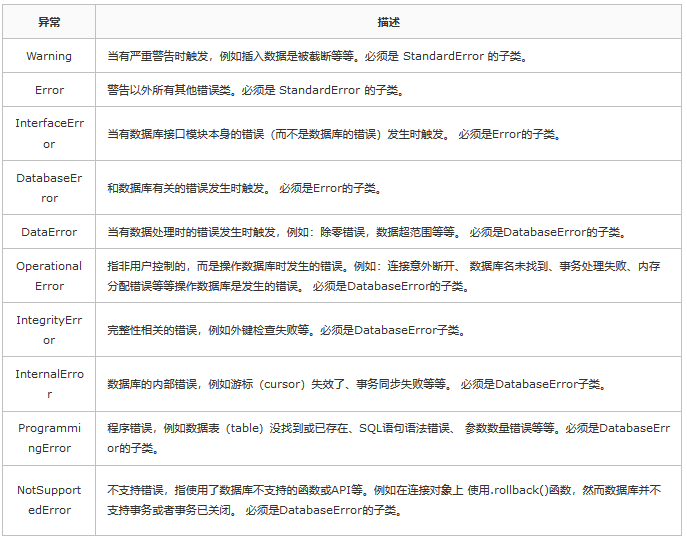 异常 描述
Warning 当有严重警告时触发，例如插入数据是被截断等等。必须是 StandardError 的子类。
Error 警告以外所有其他错误类。必须是 StandardError 的子类。
InterfaceErr
or
当有数据库接口模块本身的错误（而不是数据库的错误）发生时触发。 必须是Error的子类。
DatabaseEr
ror
和数据库有关的错误发生时触发。 必须是Error的子类。
DataError 当有数据处理时的错误发生时触发，例如：除零错误，数据超范围等等。 必须是DatabaseError的子类。
Operational
Error
指非用户控制的，而是操作数据库时发生的错误。例如：连接意外断开、 数据库名未找到、事务处理失败、内存
分配错误等等操作数据库是发生的错误。 必须是DatabaseError的子类。
IntegrityErr
or
完整性相关的错误，例如外键检查失败等。必须是DatabaseError子类。
InternalErro
r
数据库的内部错误，例如游标（cursor）失效了、事务同步失败等等。 必须是DatabaseError子类。
Programmi
ngError
程序错误，例如数据表（table）没找到或已存在、SQL语句语法错误、 参数数量错误等等。必须是DatabaseErr
or的子类。
NotSupport
edError
不支持错误，指使用了数据库不支持的函数或API等。例如在连接对象上 使用.rollback()函数，然而数据库并不
支持事务或者事务已关闭。 必须是DatabaseError的子类。